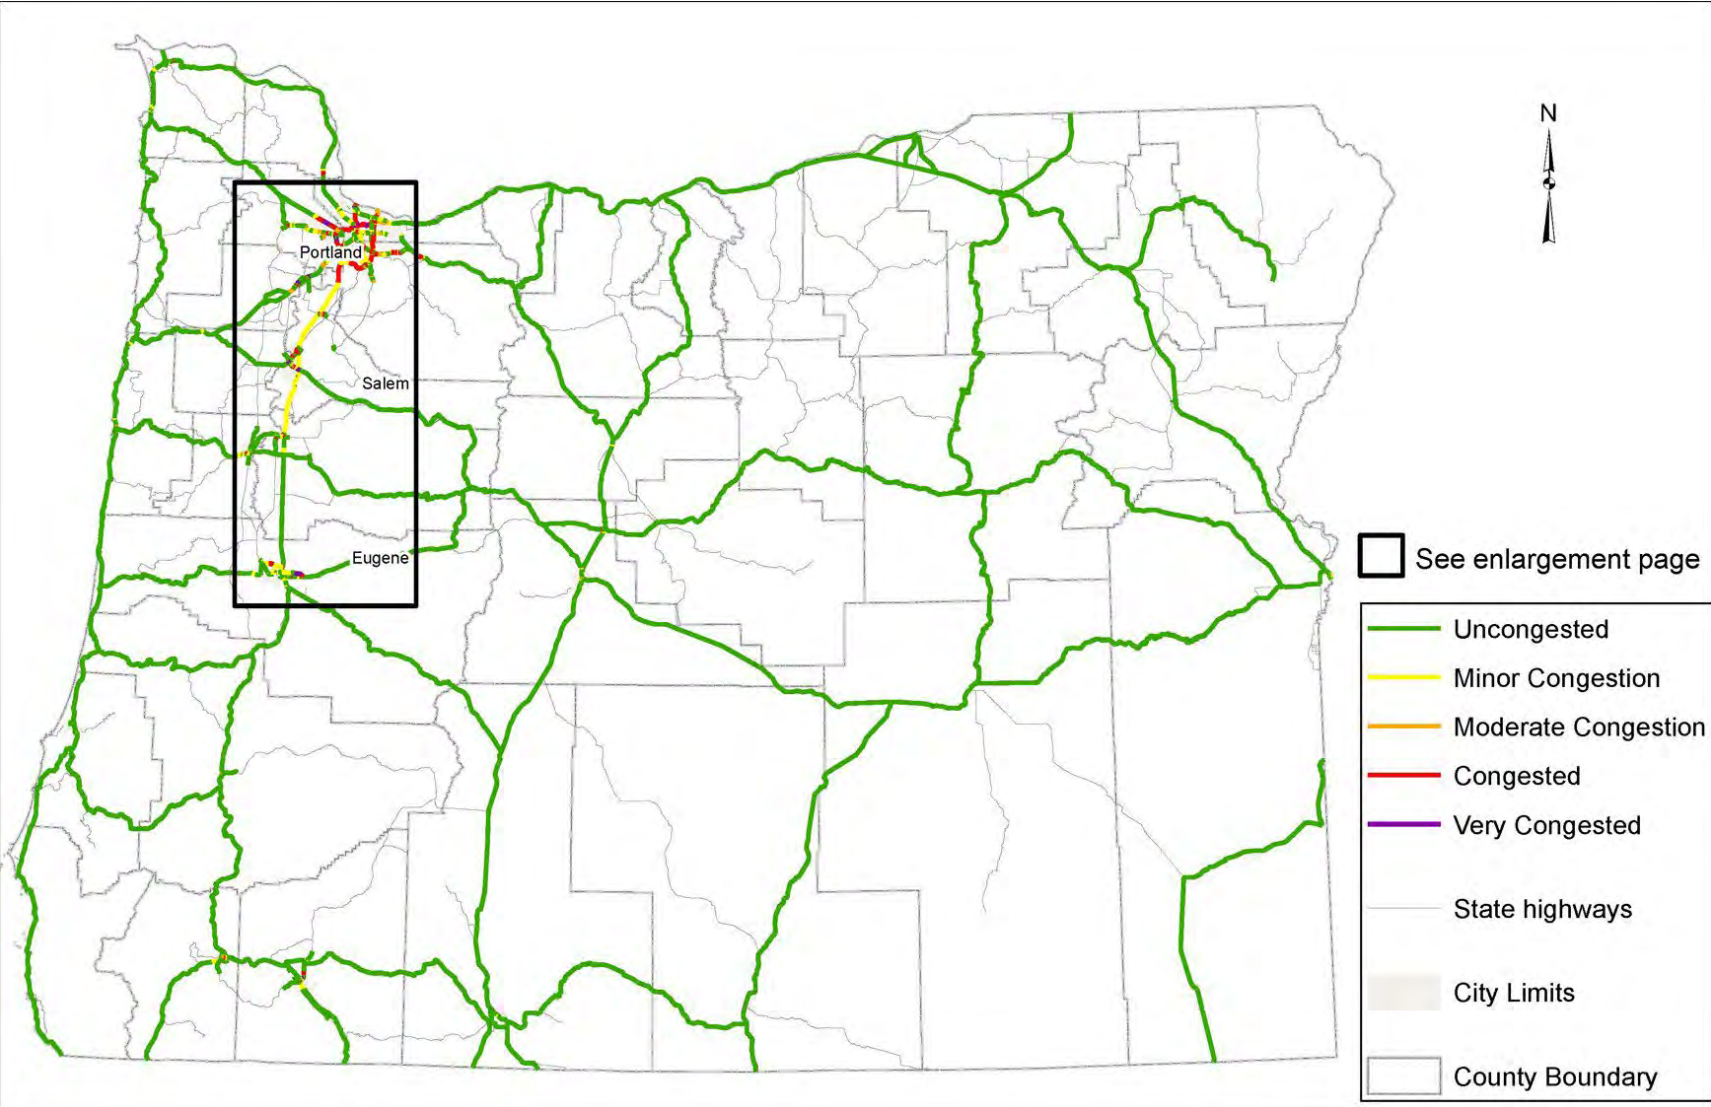 N
Portland
Salem
Eugene
See enlargement page
Uncongested
Minor Congestion
Moderate Congestion
Congested
Very Congested
State highways
City Limits
County Boundary